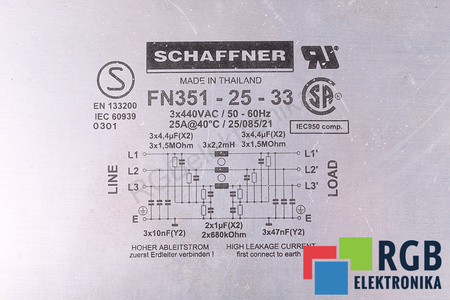 SCHAFFNER
S
EN 133200
IEC 60939
0301
MADE IN THAILAND
FN351 - 25 - 33
3x440VAC / 50 - 60Hz
25A@40°C / 25/085/21
IEC950 comp.
3x4,4µF(X2)
3x1,5MOhm
3x2,2mH
3x4,4µF(X2)
3x1,5MOhm
L1
L1'
L2
L2'
L3
L3'
LINE
LOAD
E
E
3x10nF(Y2)
2x1µF(X2)
2x680kOhm
3x47nF(Y2)
HOHER ABLEITSTROM
zuerst Erdleiter verbinden !
HIGH LEAKAGE CURRENT
first connect to earth
RGB
ELEKTRONIKA